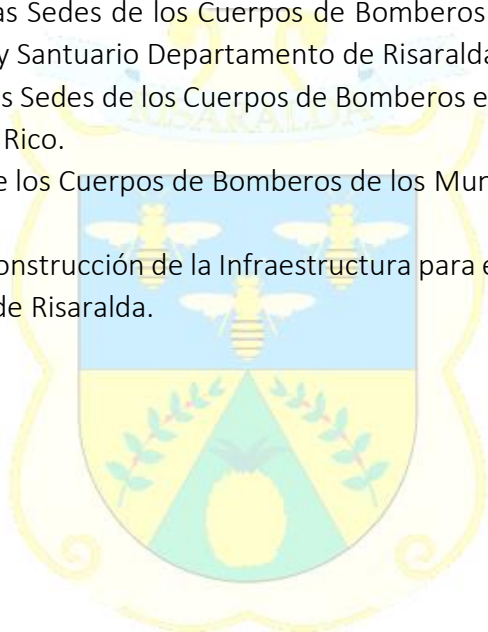 as Sedes de los Cuerpos de Bomberos
y Santuario Departamento de Risaralda
s Sedes de los Cuerpos de Bomberos e
RISARALDA
Rico.
e los Cuerpos de Bomberos de los Mun
onstrucción de la Infraestructura para e
de Risaralda.